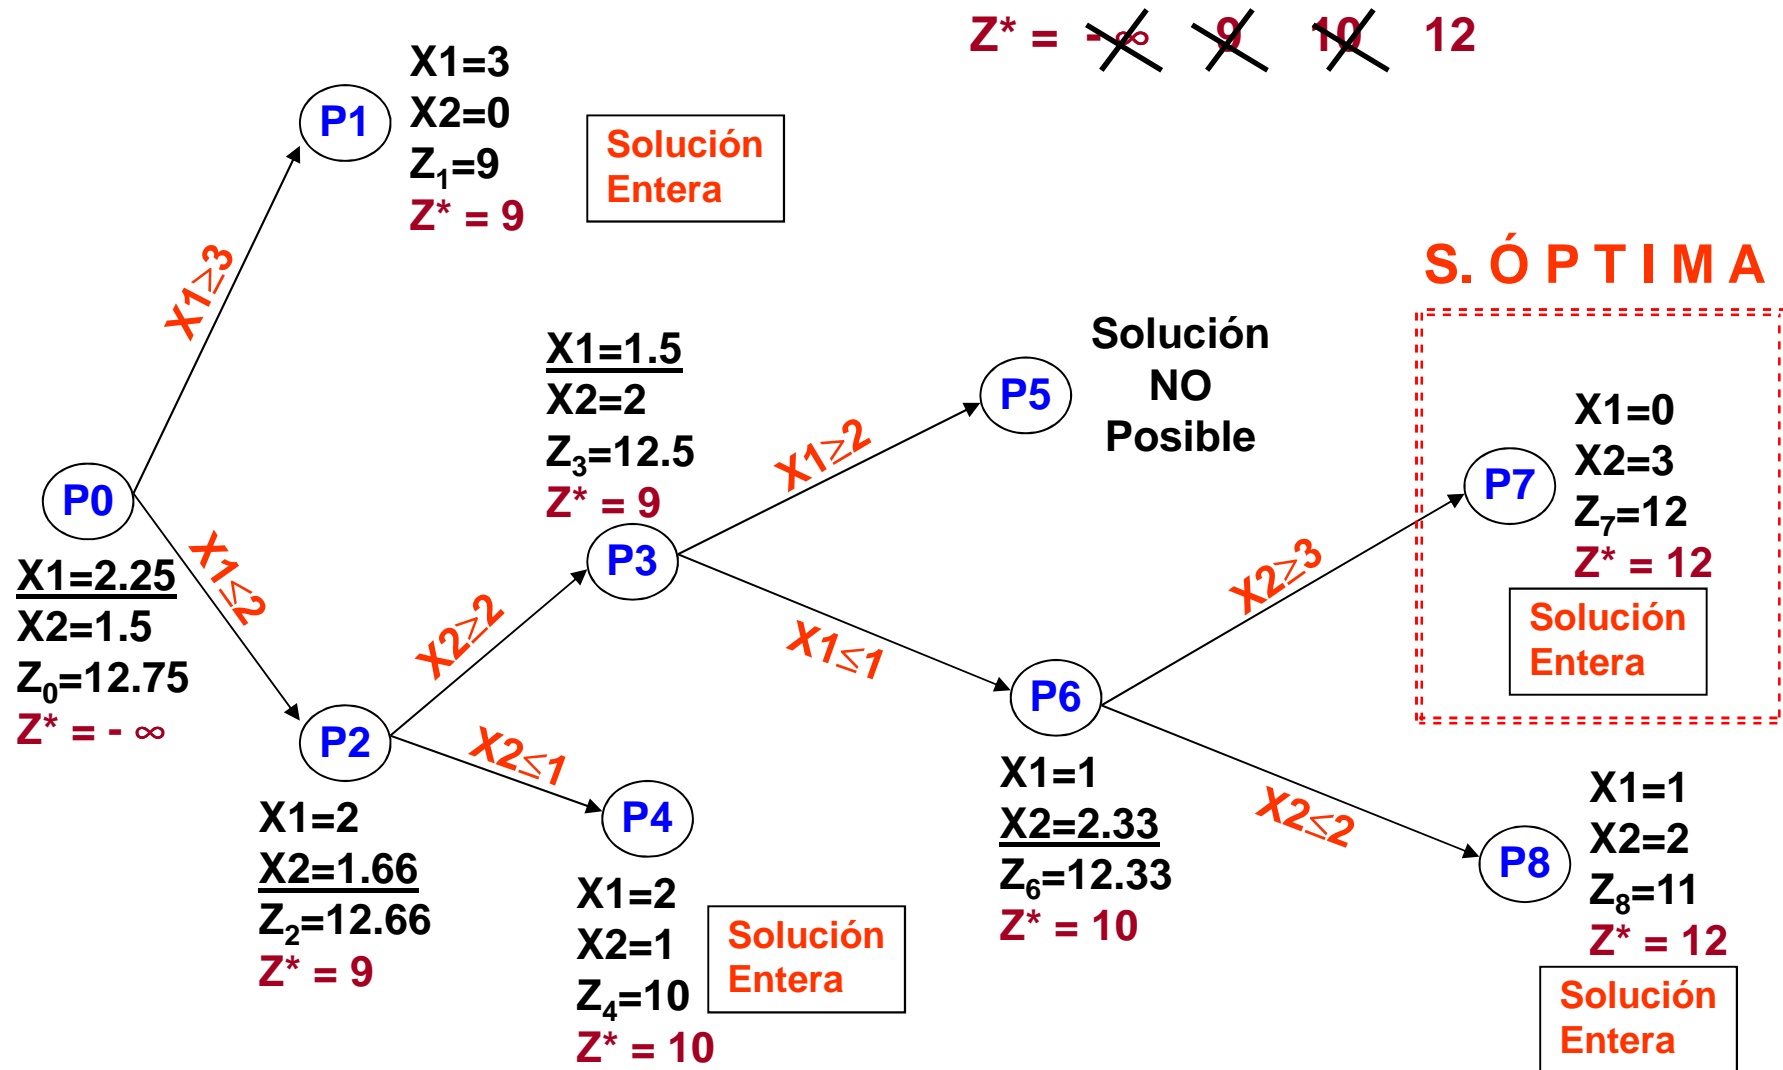 Z* = - ∞ 9 10 12
X1=3
X2=0
Z1=9
Z* = 9
P1
Solución
Entera
X1≥3
S. Ó P T I M A
X1=1.5
X2=2
Z3=12.5
Z* = 9
P3
X1≥2
P5
Solución
NO
Posible
X1=0
X2=3
Z7=12
Z* = 12
P7
Solución
Entera
P0
X1=2.25
X2=1.5
Z0=12.75
Z* = - ∞
X1≤2
X2≥2
X1≤1
X2≥3
P2
X1=2
X2=1.66
Z2=12.66
Z* = 9
X2≤1
P4
X1=2
X2=1
Z4=10
Z* = 10
Solución
Entera
P6
X1=1
X2=2.33
Z6=12.33
Z* = 10
X2≤2
P8
X1=1
X2=2
Z8=11
Z* = 12
Solución
Entera